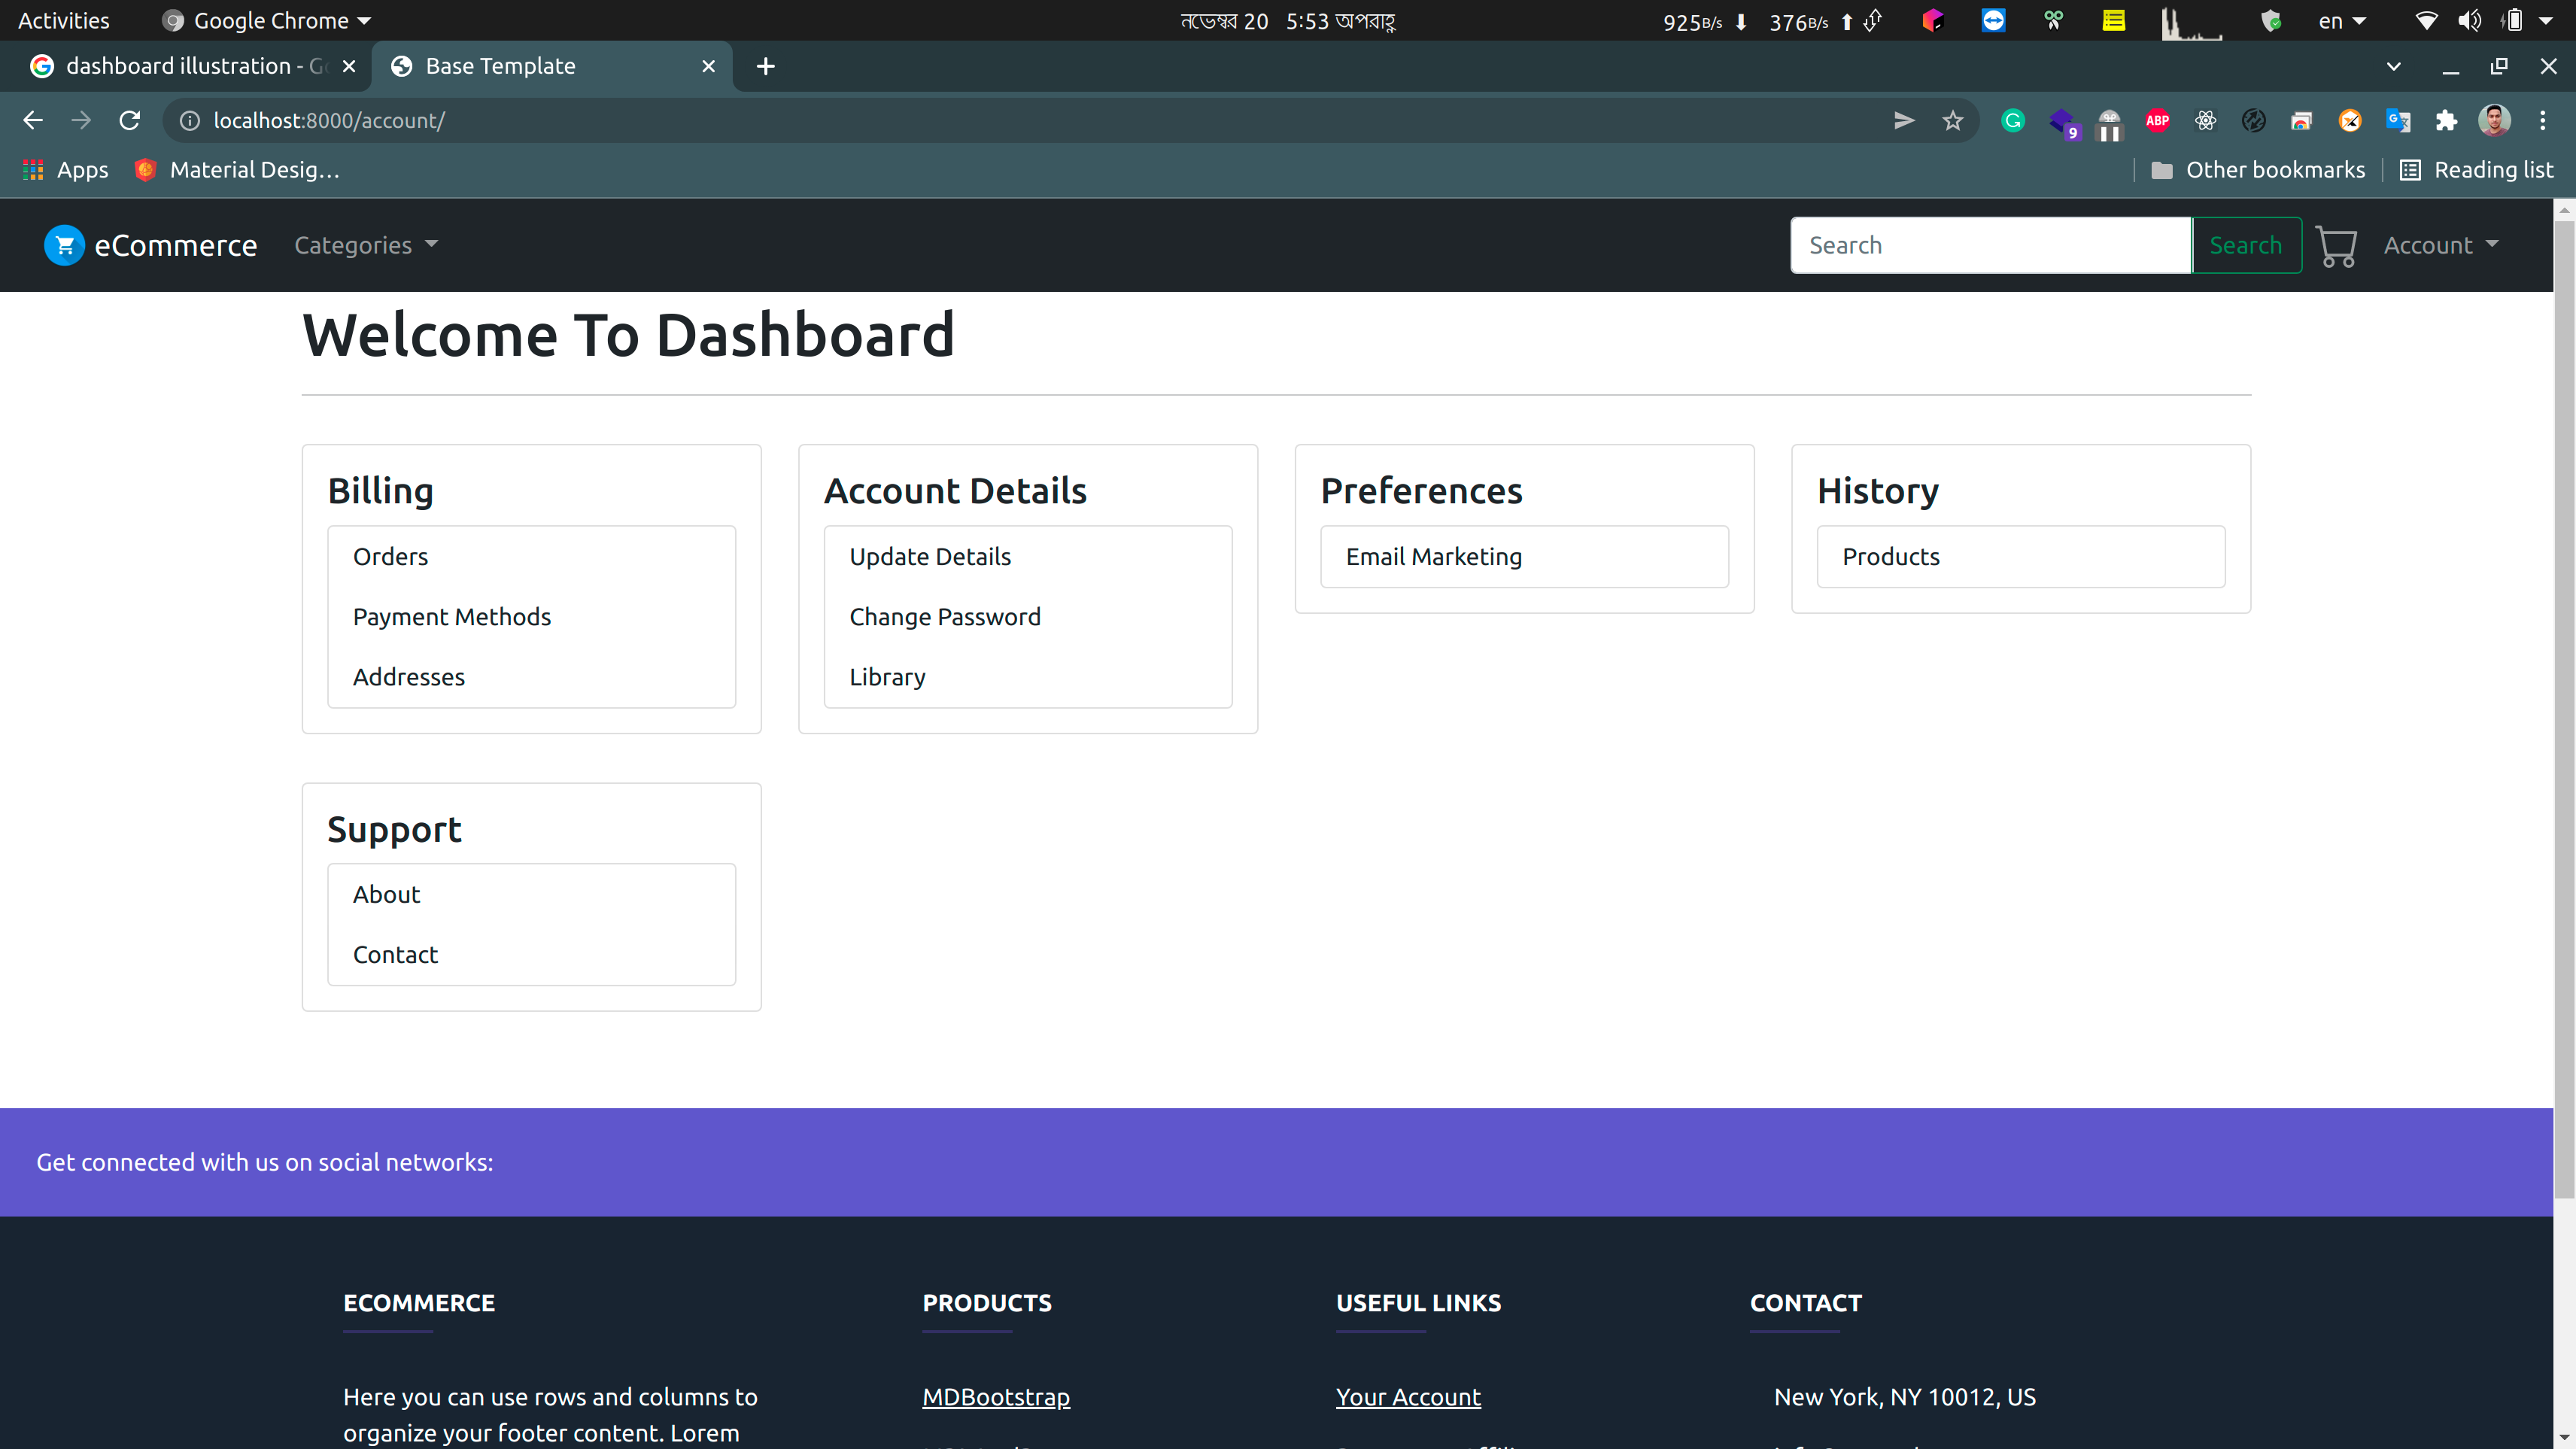 Activities
Google Chrome
নভেম্বর 20 5:53 অপরাহ্ণ
925B/s 376B/s
en
dashboard illustration - Go
Base Template
localhost:8000/account/
9
ABP
Apps
Material Desig…
Other bookmarks
Reading list
eCommerce
Categories
Search
Search
Account
Welcome To Dashboard
Billing
Orders
Payment Methods
Addresses
Account Details
Update Details
Change Password
Library
Preferences
Email Marketing
History
Products
Support
About
Contact
Get connected with us on social networks:
ECOMMERCE
Here you can use rows and columns to
organize your footer content. Lorem
PRODUCTS
MDBootstrap
USEFUL LINKS
Your Account
CONTACT
New York, NY 10012, US